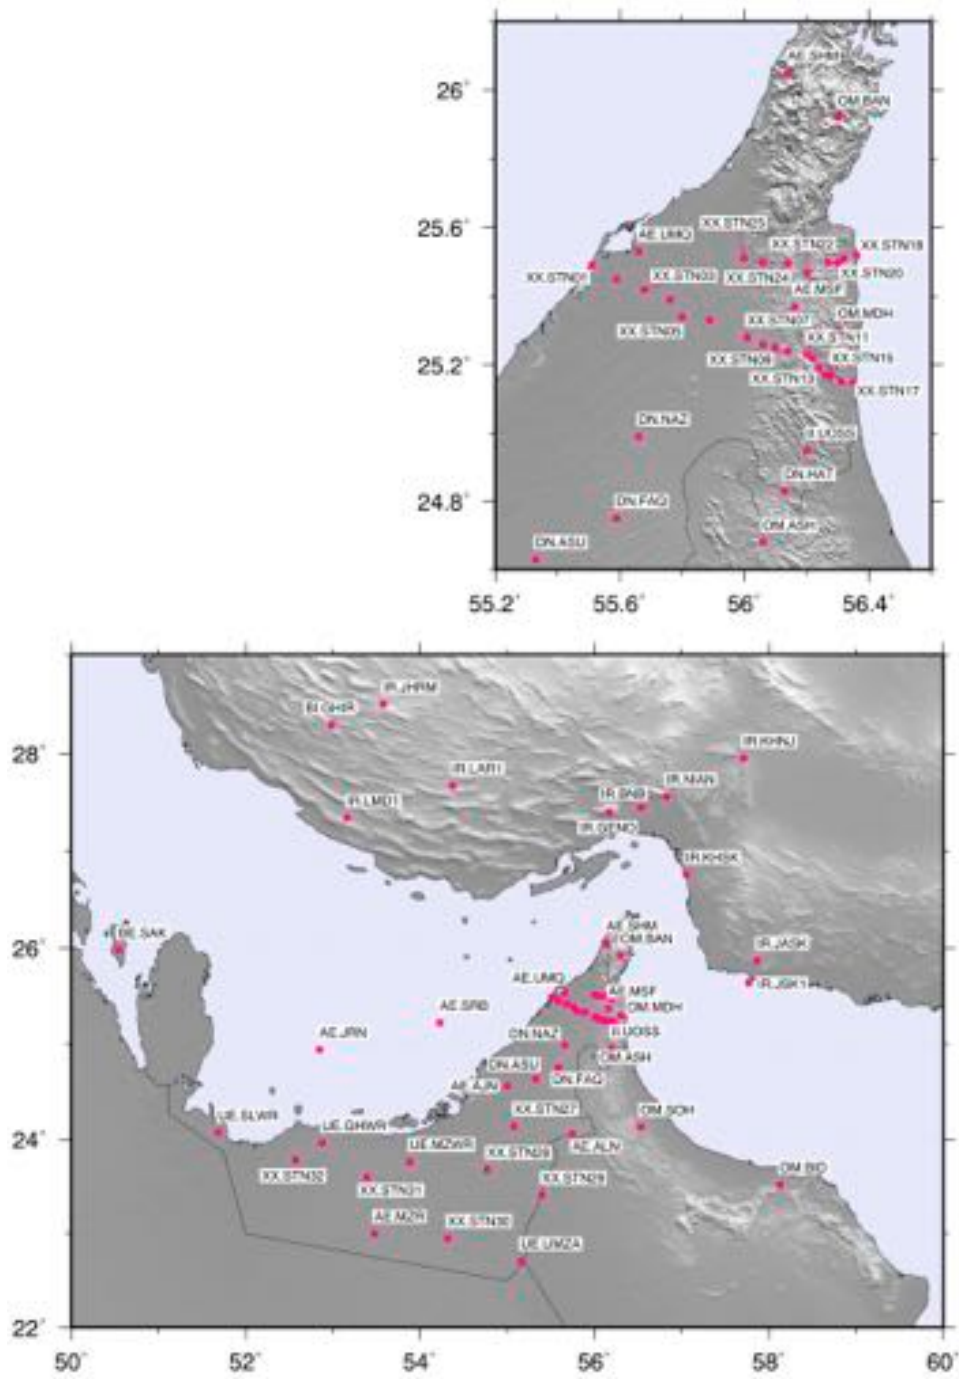 AE.SHM
26°
OM.BAN
25.6°
XX.STN25
AE.UMQ
XX.STN22
XX.STN18
XX.STN01
XX.STN03
XX.STN24
XX.STN20
AE.MSF
OM.MDH
XX.STN05
XX.STN07
XX.STN11
25.2°
XX.STN09
XX.STN15
XX.STN13
XX.STN17
DN.NAZ
II.UOSS
DN.HAT
24.8°
DN.FAQ
OM.ASH
DN.ASU
55.2° 55.6° 56° 56.4°
IR.JHRM
BI.GHIR
28°
IR.KHNJ
IR.LAR1
IR.NIAN
IR.LMD1
IR.BNB
IR.GENO
IR.KHSK
26°
BE.SAK
AE.SHM
OM.BAN
IR.JASK
AE.UMQ
IR.JSK1
AE.MSF
AE.SRB
OM.MDH
AE.JRN
DN.NAZ
II.UOSS
DN.ASU
OM.ASH
AE.AJN
DN.FAQ
24°
UE.SLWR
XX.STN27
OM.SOH
UE.GHWR
UE.MZWR
AE.ALN
XX.STN32
XX.STN29
OM.BID
XX.STN31
AE.MZR
XX.STN30
UE.UMZA
22°
50° 52° 54° 56° 58° 60°